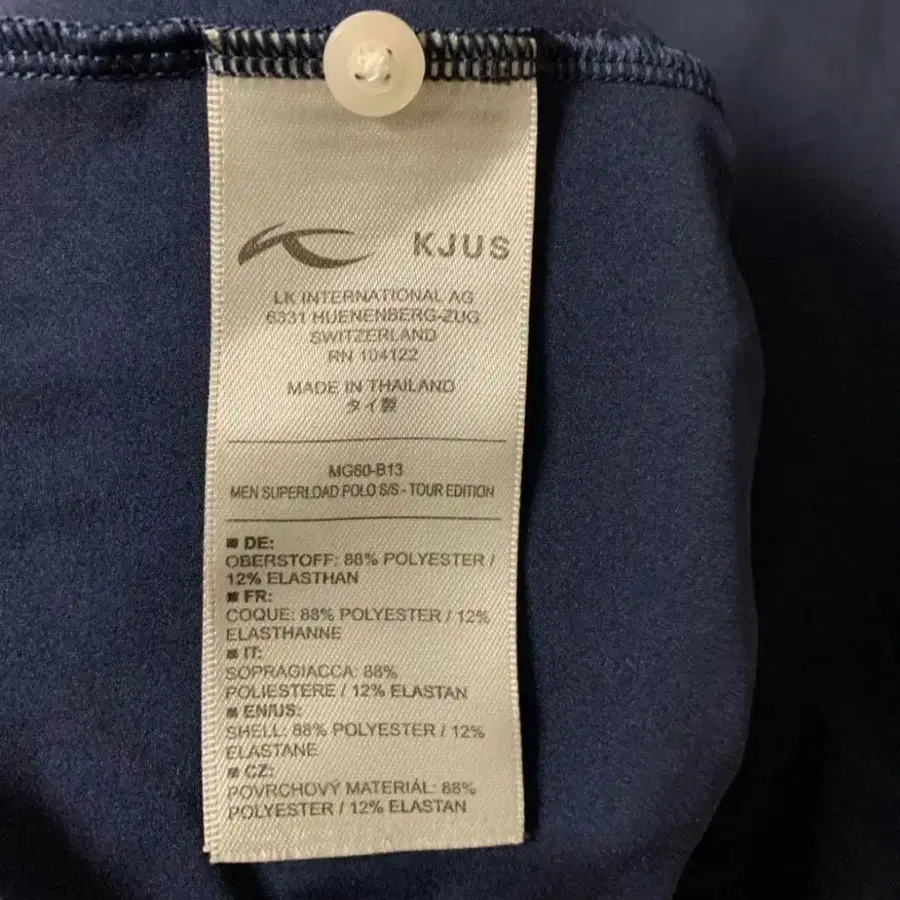 KJUS
LK INTERNATIONAL AG
6331 HUENENBERG-ZUG
SWITZERLAND
RN 104122
MADE IN THAILAND
タイ製
MG60-B13
MEN SUPERLOAD POLO S/S - TOUR EDITION
■ DE:
OBERSTOFF: 88% POLYESTER /
12% ELASTHAN
■ FR:
COQUE: 88% POLYESTER / 12%
ELASTHANNE
■ IT:
SOPRAGIACCA: 88%
POLIESTERE / 12% ELASTAN
■ EN/US:
SHELL: 88% POLYESTER / 12%
ELASTANE
■ CZ:
POVRCHOVÝ MATERIÁL: 88%
POLYESTER / 12% ELASTAN